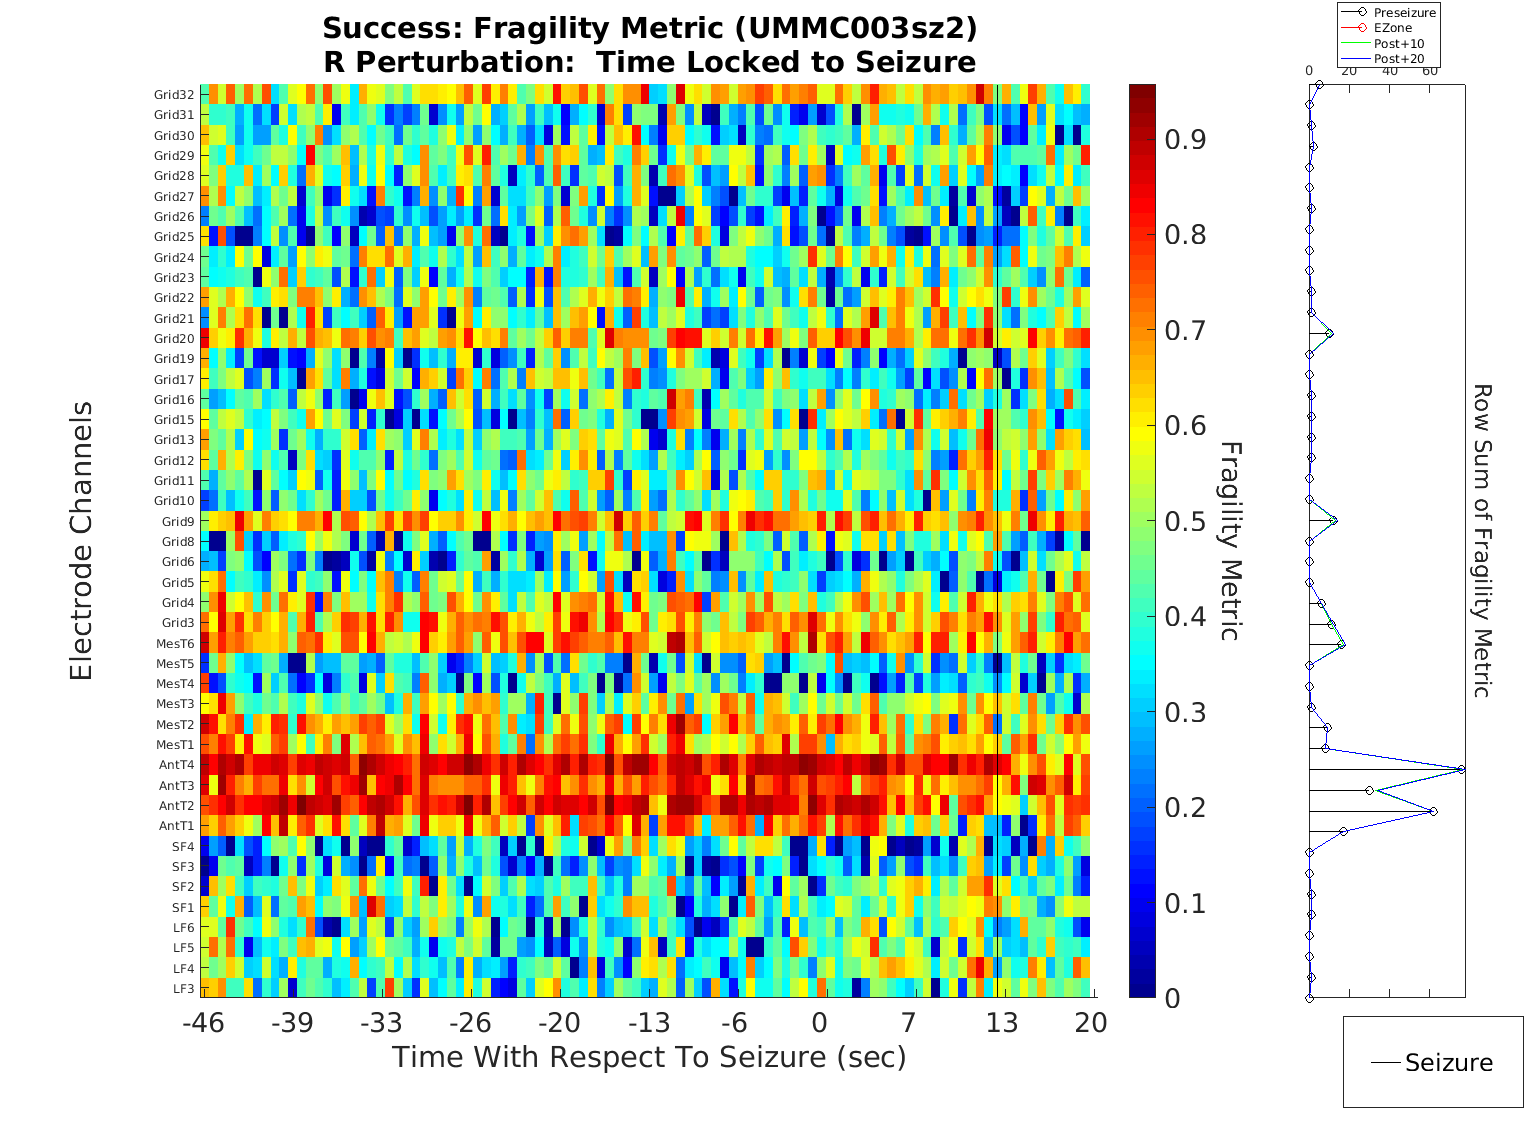 Success: Fragility Metric (UMMC003sz2)
R Perturbation:  Time Locked to Seizure
Preseizure
EZone
Post+10
Post+20
0 20 40 60
Grid32
Grid31
Grid30
Grid29
Grid28
Grid27
Grid26
Grid25
Grid24
Grid23
Grid22
Grid21
Grid20
Grid19
Grid17
Grid16
Grid15
Grid13
Grid12
Grid11
Grid10
Grid9
Grid8
Grid6
Grid5
Grid4
Grid3
MesT6
MesT5
MesT4
MesT3
MesT2
MesT1
AntT4
AntT3
AntT2
AntT1
SF4
SF3
SF2
SF1
LF6
LF5
LF4
LF3
Electrode Channels
-46 -39 -33 -26 -20 -13 -6 0 7 13 20
Time With Respect To Seizure (sec)
0.9
0.8
0.7
0.6
0.5
0.4
0.3
0.2
0.1
0
Fragility Metric
Row Sum of Fragility Metric
Seizure